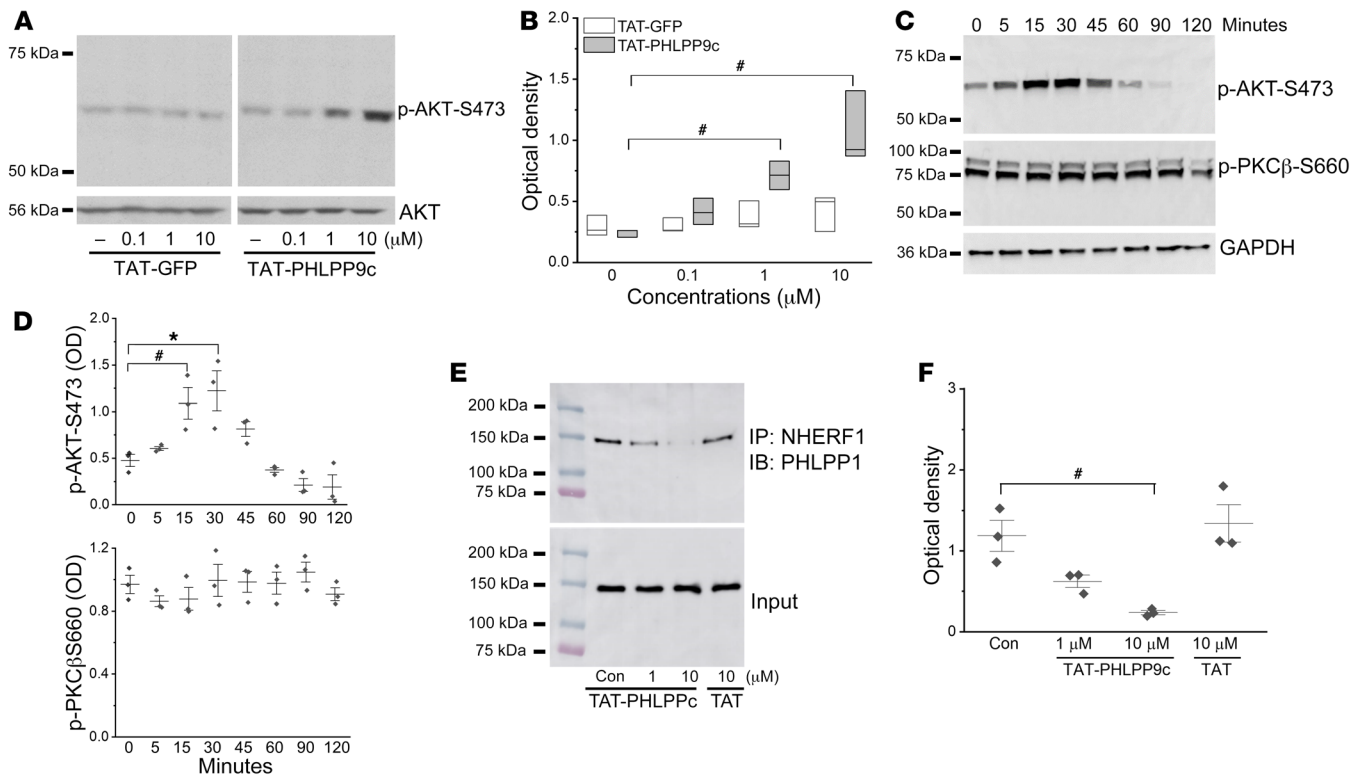 A
75 kDa
p-AKT-S473
50 kDa
56 kDa
AKT
– 0.1 1 10 – 0.1 1 10 (μM)
TAT-GFP TAT-PHLPP9c
B
2.0
1.5
1.0
0.5
0.0
Optical density
TAT-GFP
TAT-PHLPP9c
#
#
0 0.1 1 10
Concentrations (μM)
C
0 5 15 30 45 60 90 120 Minutes
75 kDa
p-AKT-S473
50 kDa
100 kDa
p-PKCβ-S660
75 kDa
50 kDa
36 kDa
GAPDH
D
p-AKT-S473 (OD)
2.0
1.5
1.0
0.5
0.0
*
#
0 5 15 30 45 60 90 120
p-PKCβS660 (OD)
1.2
0.8
0.4
0.0
0 5 15 30 45 60 90 120
Minutes
E
200 kDa
150 kDa
100 kDa
75 kDa
IP: NHERF1
IB: PHLPP1
200 kDa
150 kDa
100 kDa
75 kDa
Input
Con 1 10 10 (μM)
TAT-PHLPPc TAT
F
Optical density
3
2
1
0
#
Con 1 μM 10 μM 10 μM
TAT-PHLPP9c TAT